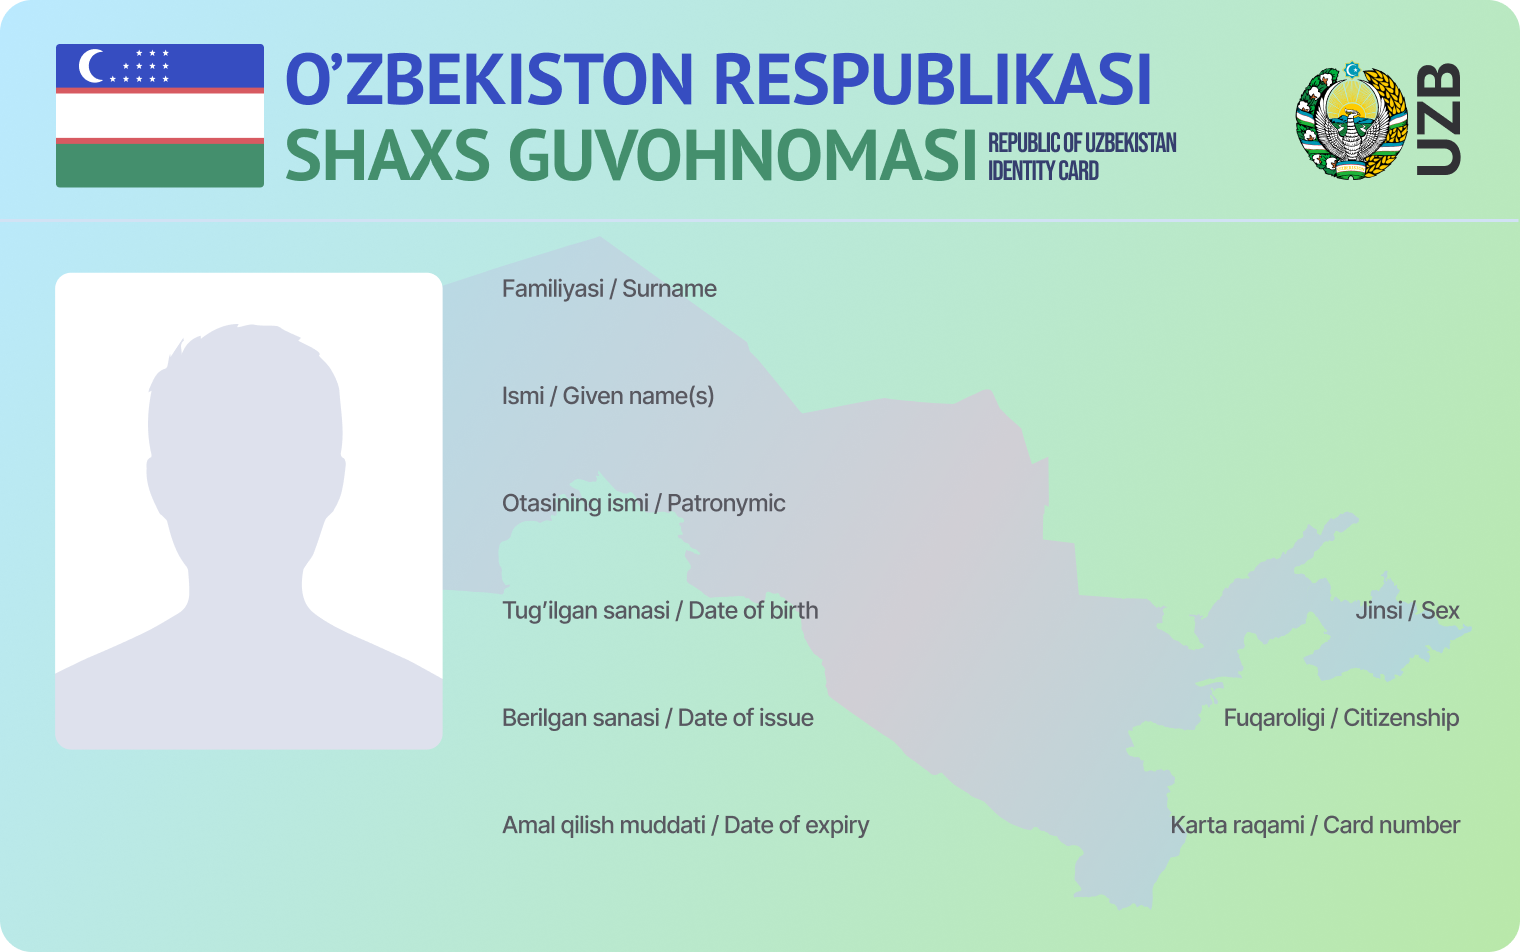 O’ZBEKISTON RESPUBLIKASI
SHAXS GUVOHNOMASI
REPUBLIC OF UZBEKISTAN
IDENTITY CARD
UZB
Familiyasi / Surname
Ismi / Given name(s)
Otasining ismi / Patronymic
Tug’ilgan sanasi / Date of birth
Jinsi / Sex
Berilgan sanasi / Date of issue
Fuqaroligi / Citizenship
Amal qilish muddati / Date of expiry
Karta raqami / Card number